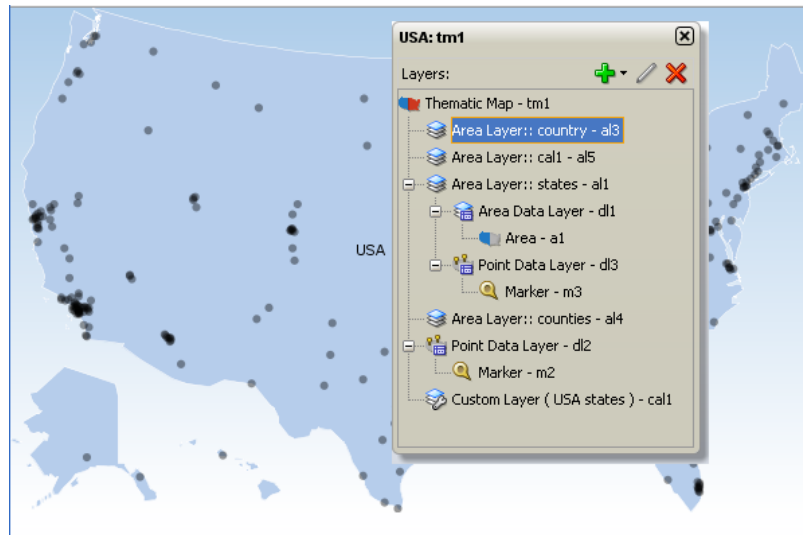 USA: tm1
Layers:
Thematic Map - tm1
Area Layer:: country - al3
Area Layer:: cal1 - al5
Area Layer:: states - al1
Area Data Layer - dl1
Area - a1
Point Data Layer - dl3
Marker - m3
Area Layer:: counties - al4
Point Data Layer - dl2
Marker - m2
Custom Layer ( USA states ) - cal1
USA